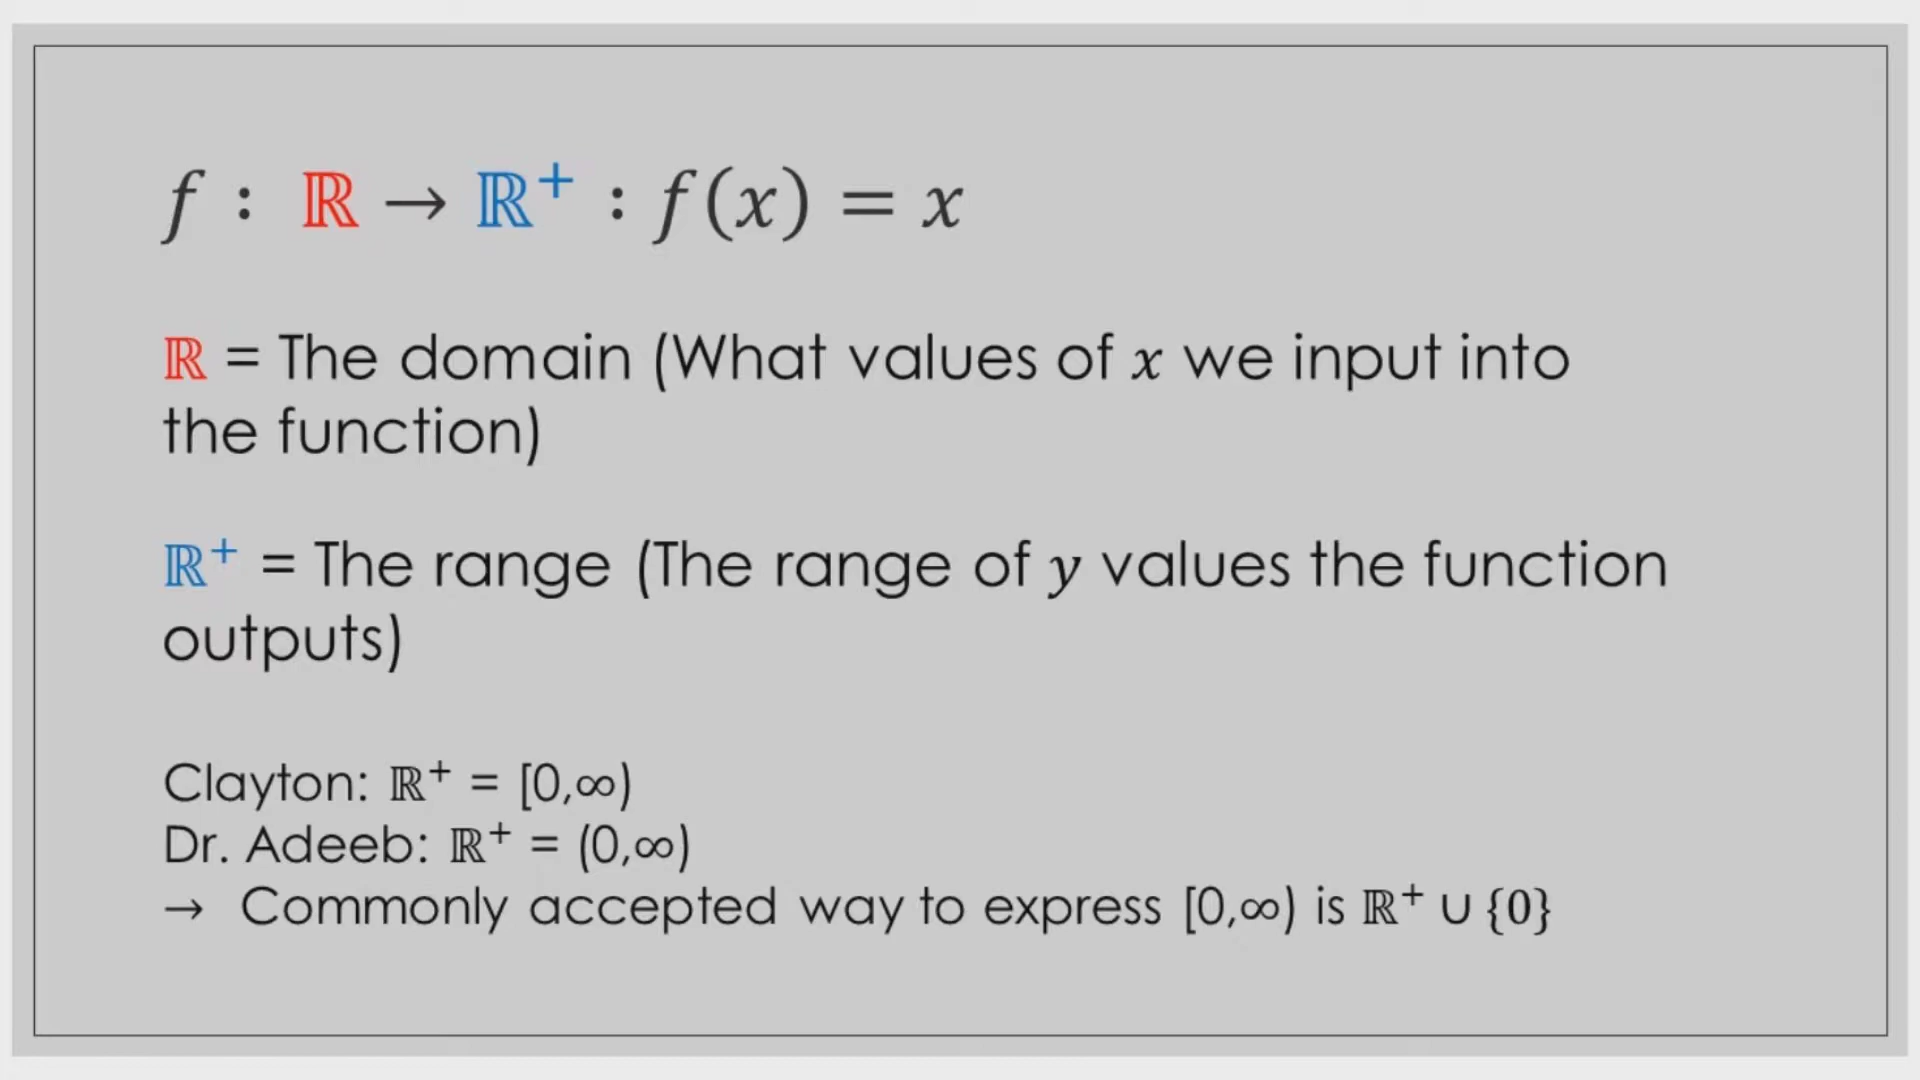 f : ℝ → ℝ⁺ : f(x) = x
ℝ = The domain (What values of x we input into
the function)
ℝ⁺ = The range (The range of y values the function
outputs)
Clayton: ℝ⁺ = [0,∞)
Dr. Adeeb: ℝ⁺ = (0,∞)
→ Commonly accepted way to express [0,∞) is ℝ⁺ ∪ {0}